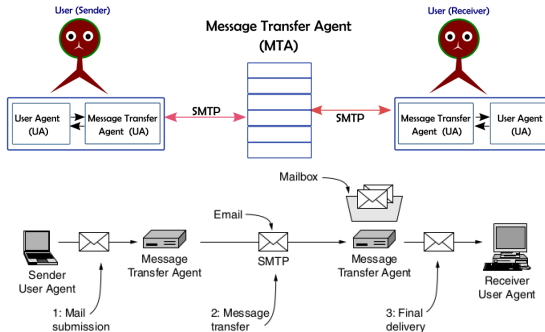 User (Sender)
Message Transfer Agent
(MTA)
User (Receiver)
User Agent
(UA)
Message Transfer
Agent (UA)
SMTP
SMTP
Message Transfer
Agent (UA)
User Agent
(UA)
Mailbox
Email
Sender
User Agent
Message
Transfer Agent
SMTP
Message
Transfer Agent
Receiver
User Agent
1: Mail
submission
2: Message
transfer
3: Final
delivery